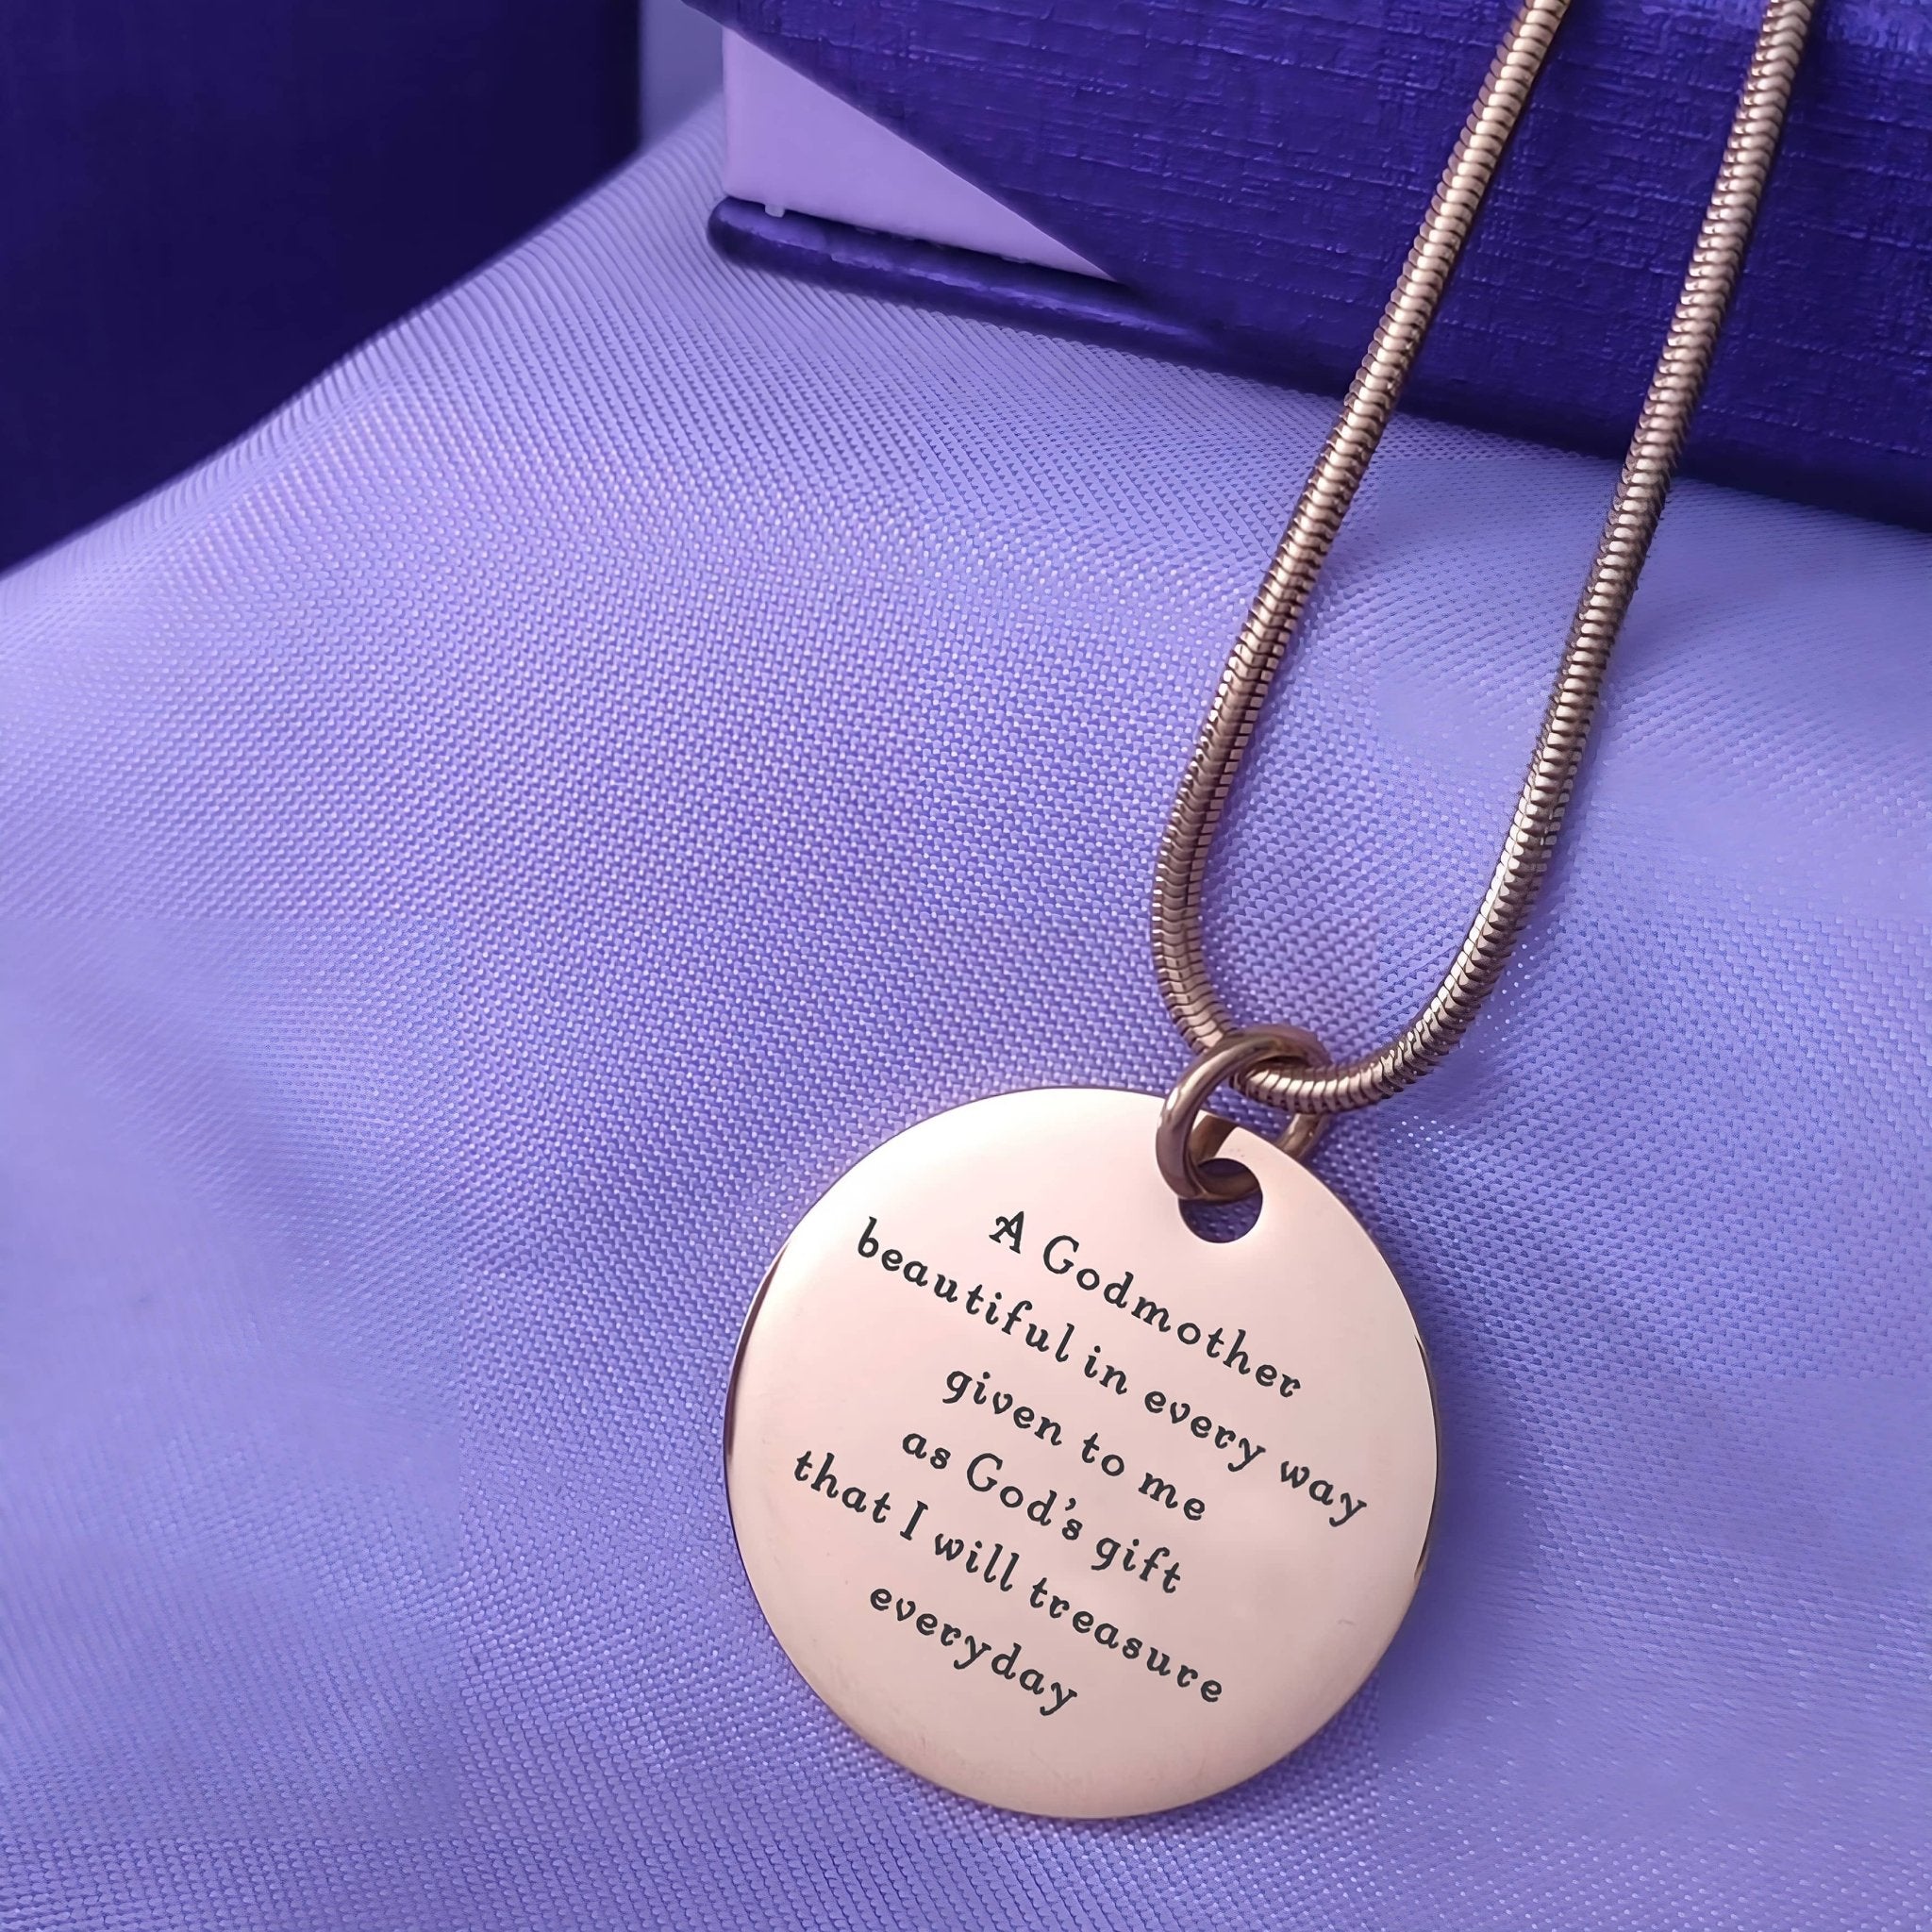 A Godmother
beautiful in every way
given to me
as God's gift
that I will treasure
everyday